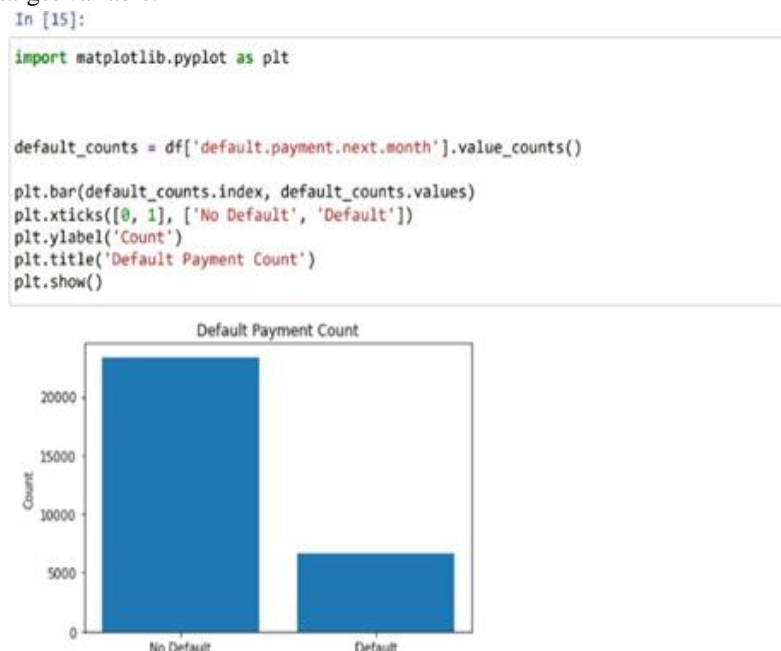 target variable.
In [15]:
import matplotlib.pyplot as plt
default_counts = df['default.payment.next.month'].value_counts()
plt.bar(default_counts.index, default_counts.values)
plt.xticks([0, 1], ['No Default', 'Default'])
plt.ylabel('Count')
plt.title('Default Payment Count')
plt.show()
Default Payment Count
20000
15000
10000
5000
0
Count
No Default Default